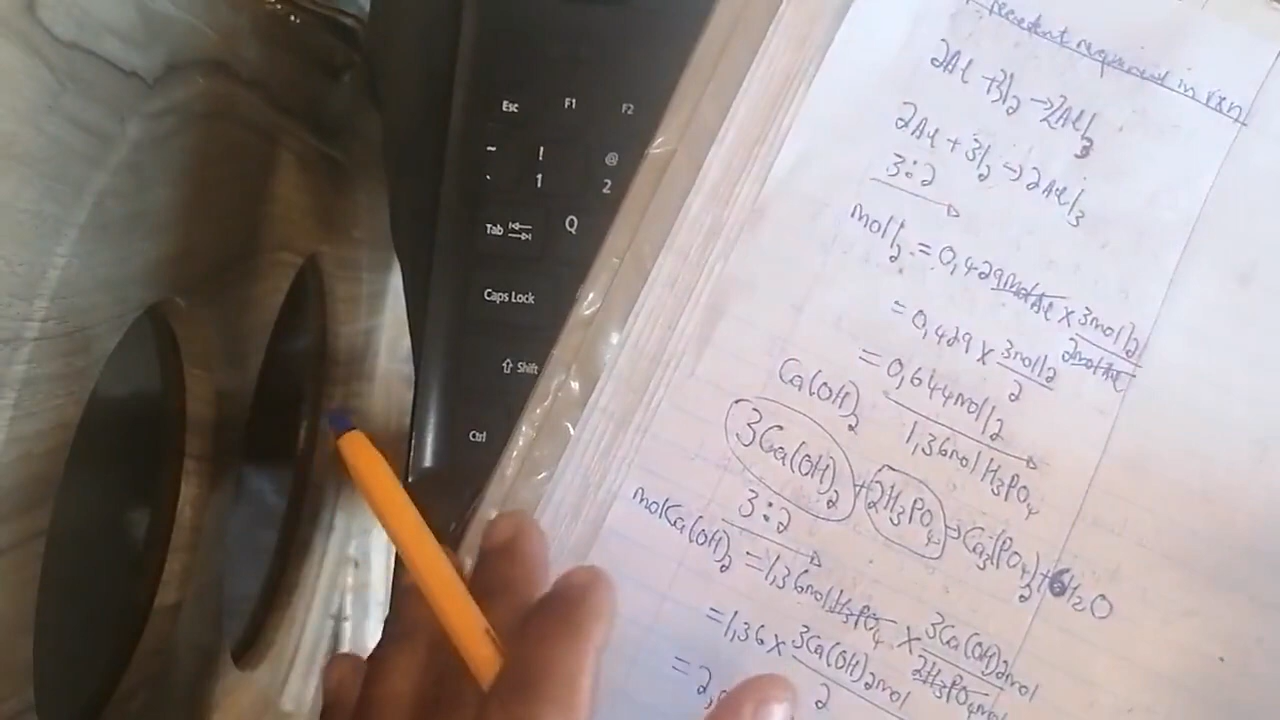 Esc F1 F2
~ ! @
` 1 2
Tab Q
Caps Lock
Shift
Ctrl
requirement in rxn
2Al + 3I2 → 2AlI3
2Al + 3I2 → 2AlI3
3:2
mol I2 = 0,429 mol Al × 3 mol I2 / 2 mol Al
= 0,429 × 3 mol I2 / 2
= 0,644 mol I2
Ca(OH)2 1,36 mol H3PO4
3Ca(OH)2 + 2H3PO4 → Ca3(PO4)2 + 6H2O
3:2
mol Ca(OH)2 = 1,36 mol H3PO4 × 3Ca(OH)2 mol / 2H3PO4 mol
= 1,36 × 3Ca(OH)2 mol / 2
= 2,